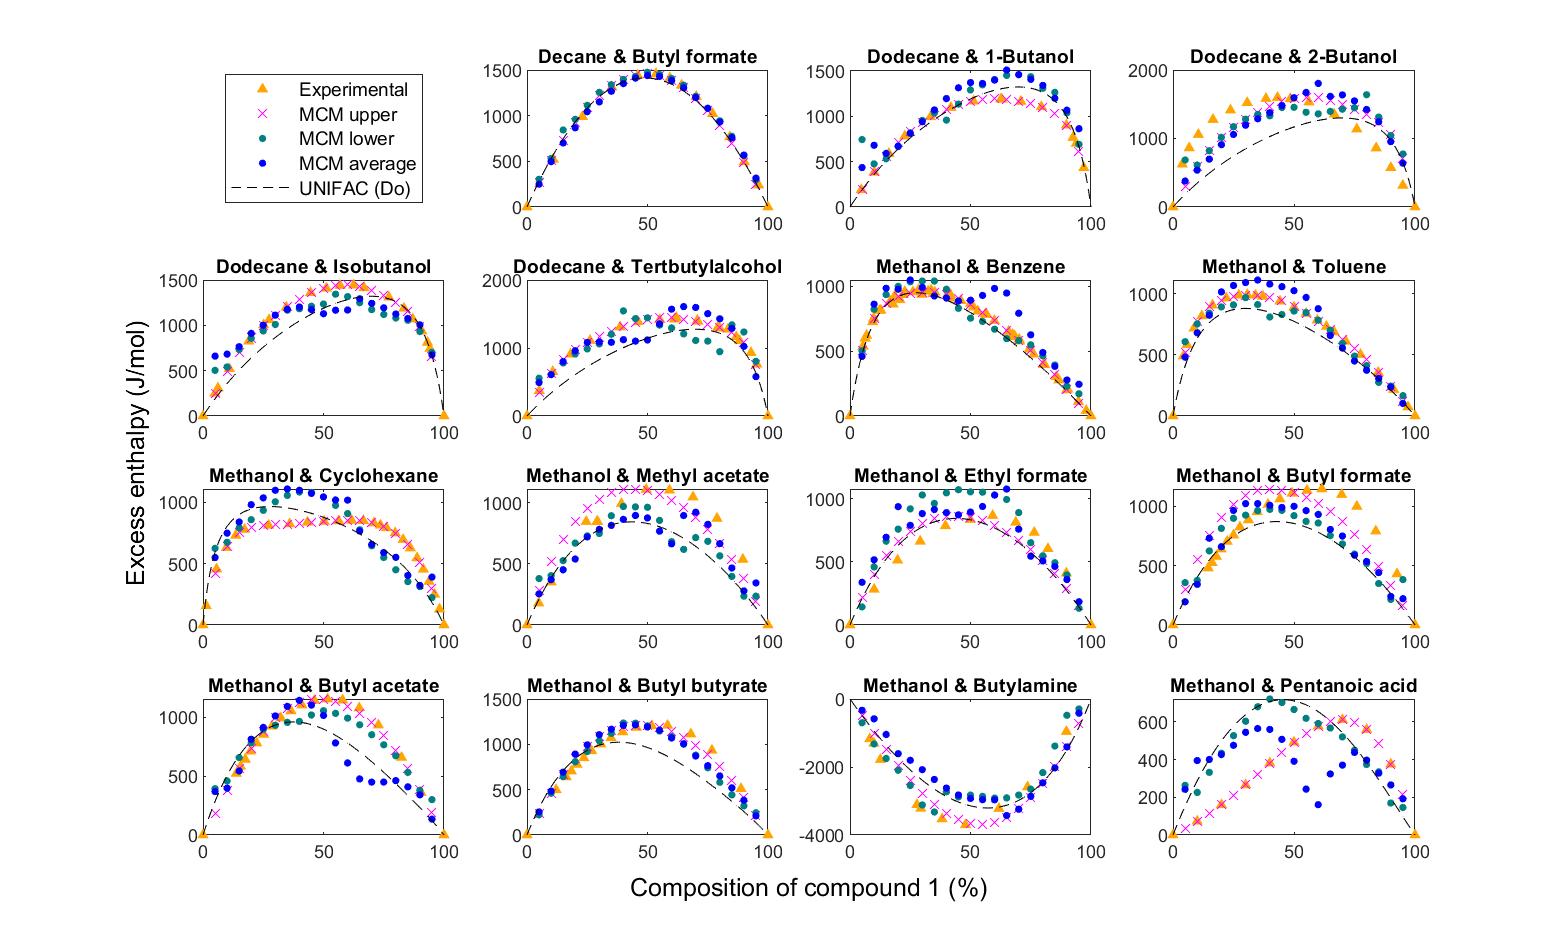 Experimental
MCM upper
MCM lower
MCM average
UNIFAC (Do)
Decane & Butyl formate
1500
1000
500
0
0 50 100
Dodecane & 1-Butanol
1500
1000
500
0
0 50 100
Dodecane & 2-Butanol
2000
1000
0
0 50 100
Dodecane & Isobutanol
1500
1000
500
0
0 50 100
Dodecane & Tertbutylalcohol
2000
1000
0
0 50 100
Methanol & Benzene
1000
500
0
0 50 100
Methanol & Toluene
1000
500
0
0 50 100
Excess enthalpy (J/mol)
Methanol & Cyclohexane
1000
500
0
0 50 100
Methanol & Methyl acetate
1000
500
0
0 50 100
Methanol & Ethyl formate
1000
500
0
0 50 100
Methanol & Butyl formate
1000
500
0
0 50 100
Methanol & Butyl acetate
1000
500
0
0 50 100
Methanol & Butyl butyrate
1500
1000
500
0
0 50 100
Methanol & Butylamine
0
-2000
-4000
0 50 100
Methanol & Pentanoic acid
600
400
200
0
0 50 100
Composition of compound 1 (%)